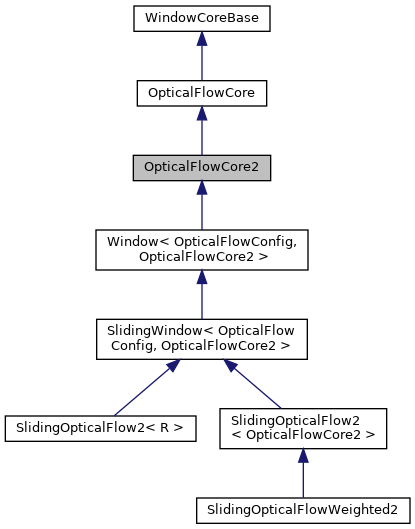 WindowCoreBase
OpticalFlowCore
OpticalFlowCore2
Window< OpticalFlowConfig,
OpticalFlowCore2 >
SlidingWindow< OpticalFlow
Config, OpticalFlowCore2 >
SlidingOpticalFlow2< R >
SlidingOpticalFlow2
< OpticalFlowCore2 >
SlidingOpticalFlowWeighted2